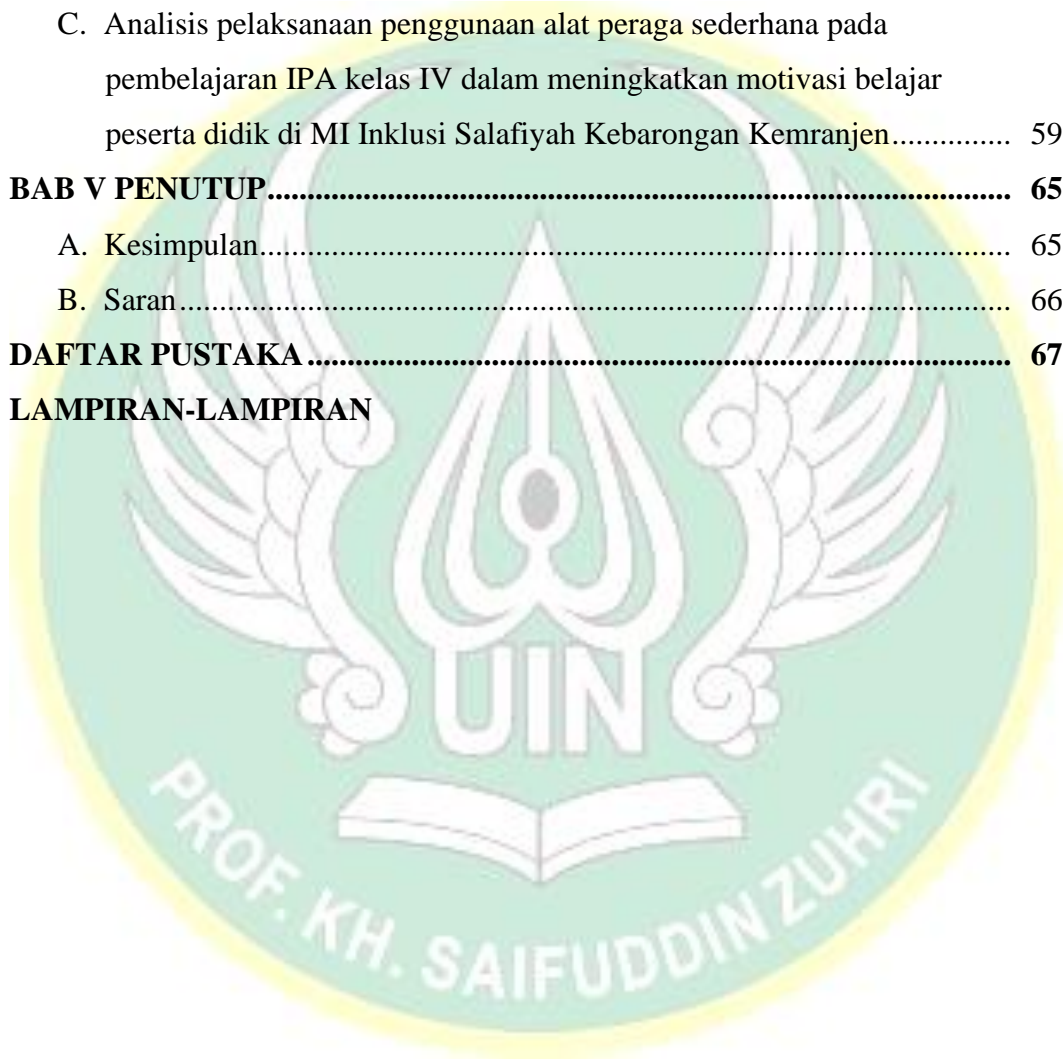 C. Analisis pelaksanaan penggunaan alat peraga sederhana pada
pembelajaran IPA kelas IV dalam meningkatkan motivasi belajar
peserta didik di MI Inklusi Salafiyah Kebarongan Kemranjen............... 59
BAB V PENUTUP........................................................................................... 65
A. Kesimpulan............................................................................................ 65
B. Saran...................................................................................................... 66
DAFTAR PUSTAKA...................................................................................... 67
LAMPIRAN-LAMPIRAN
UIN
PROF. KH. SAIFUDDIN ZUHRI